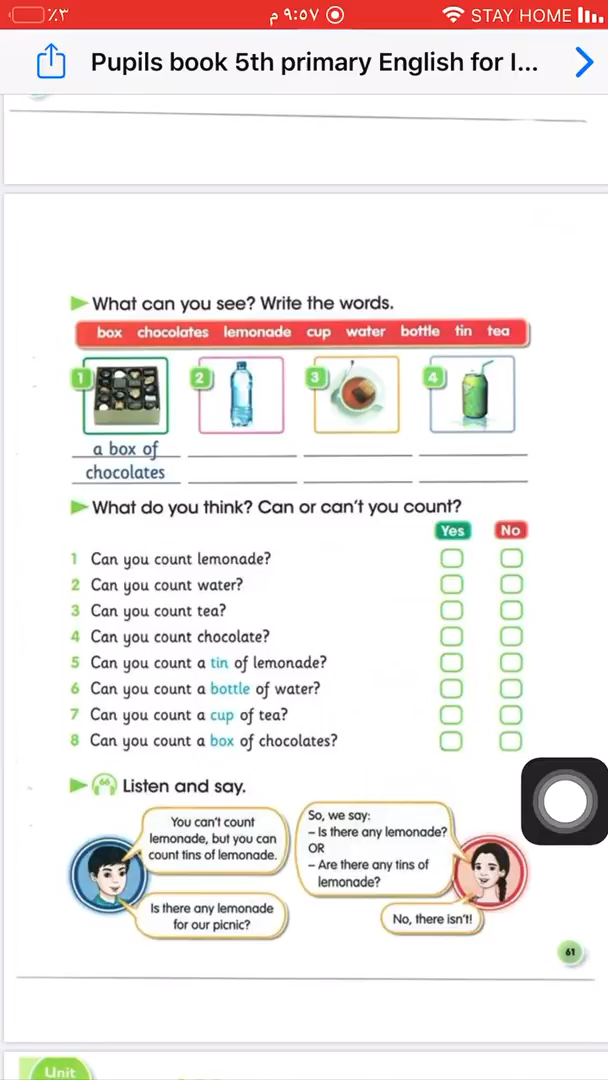 ٪٣
٩:٥٧ م
STAY HOME
Pupils book 5th primary English for I...
What can you see? Write the words.
box chocolates lemonade cup water bottle tin tea
1
2
3
4
a box of
chocolates
What do you think? Can or can't you count?
Yes No
1 Can you count lemonade?
2 Can you count water?
3 Can you count tea?
4 Can you count chocolate?
5 Can you count a tin of lemonade?
6 Can you count a bottle of water?
7 Can you count a cup of tea?
8 Can you count a box of chocolates?
66 Listen and say.
You can't count
lemonade, but you can
count tins of lemonade.
So, we say:
– Is there any lemonade?
OR
– Are there any tins of
lemonade?
Is there any lemonade
for our picnic?
No, there isn't!
61
Unit